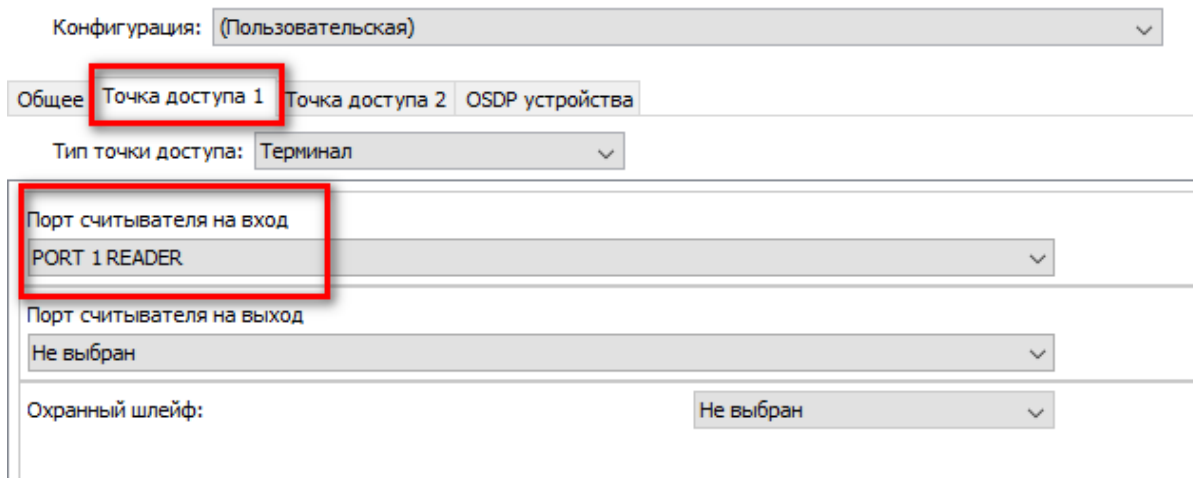 Конфигурация: (Пользовательская)
Общее Точка доступа 1 Точка доступа 2 OSDP устройства
Тип точки доступа: Терминал
Порт считывателя на вход
PORT 1 READER
Порт считывателя на выход
Не выбран
Охранный шлейф: Не выбран